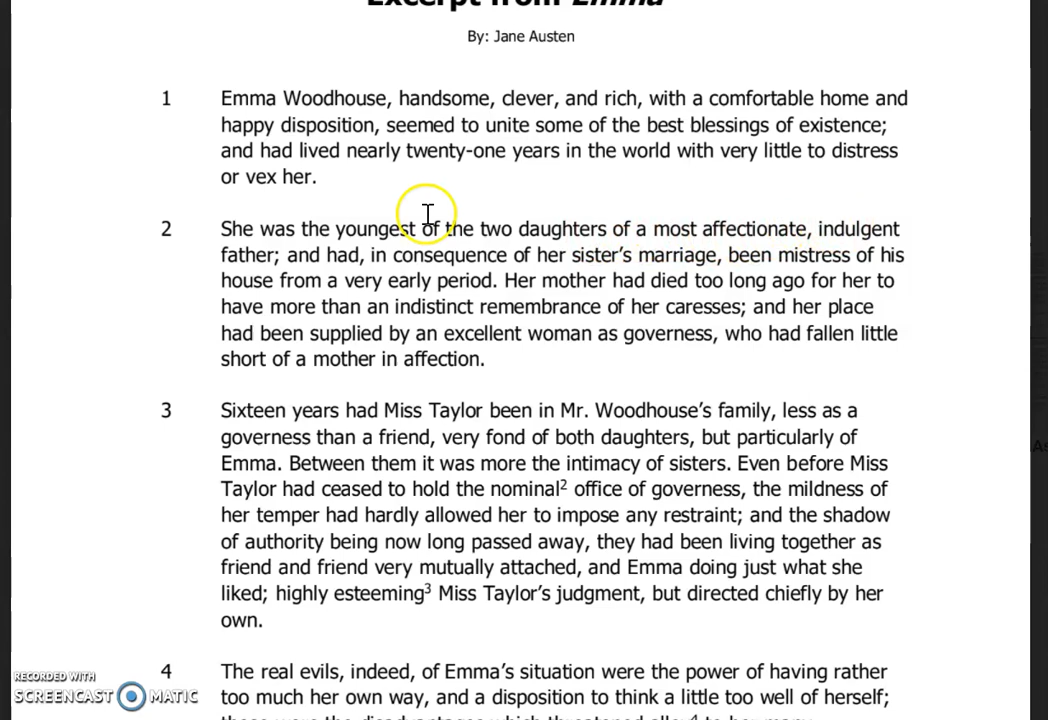 Excerpt from Emma
By: Jane Austen
1 Emma Woodhouse, handsome, clever, and rich, with a comfortable home and
happy disposition, seemed to unite some of the best blessings of existence;
and had lived nearly twenty-one years in the world with very little to distress
or vex her.
2 She was the youngest of the two daughters of a most affectionate, indulgent
father; and had, in consequence of her sister’s marriage, been mistress of his
house from a very early period. Her mother had died too long ago for her to
have more than an indistinct remembrance of her caresses; and her place
had been supplied by an excellent woman as governess, who had fallen little
short of a mother in affection.
3 Sixteen years had Miss Taylor been in Mr. Woodhouse’s family, less as a
governess than a friend, very fond of both daughters, but particularly of
Emma. Between them it was more the intimacy of sisters. Even before Miss
Taylor had ceased to hold the nominal² office of governess, the mildness of
her temper had hardly allowed her to impose any restraint; and the shadow
of authority being now long passed away, they had been living together as
friend and friend very mutually attached, and Emma doing just what she
liked; highly esteeming³ Miss Taylor’s judgment, but directed chiefly by her
own.
4 The real evils, indeed, of Emma’s situation were the power of having rather
too much her own way, and a disposition to think a little too well of herself;
these were the disadvantages which threatened alloy⁴ to her many
RECORDED WITH
SCREENCAST MATIC